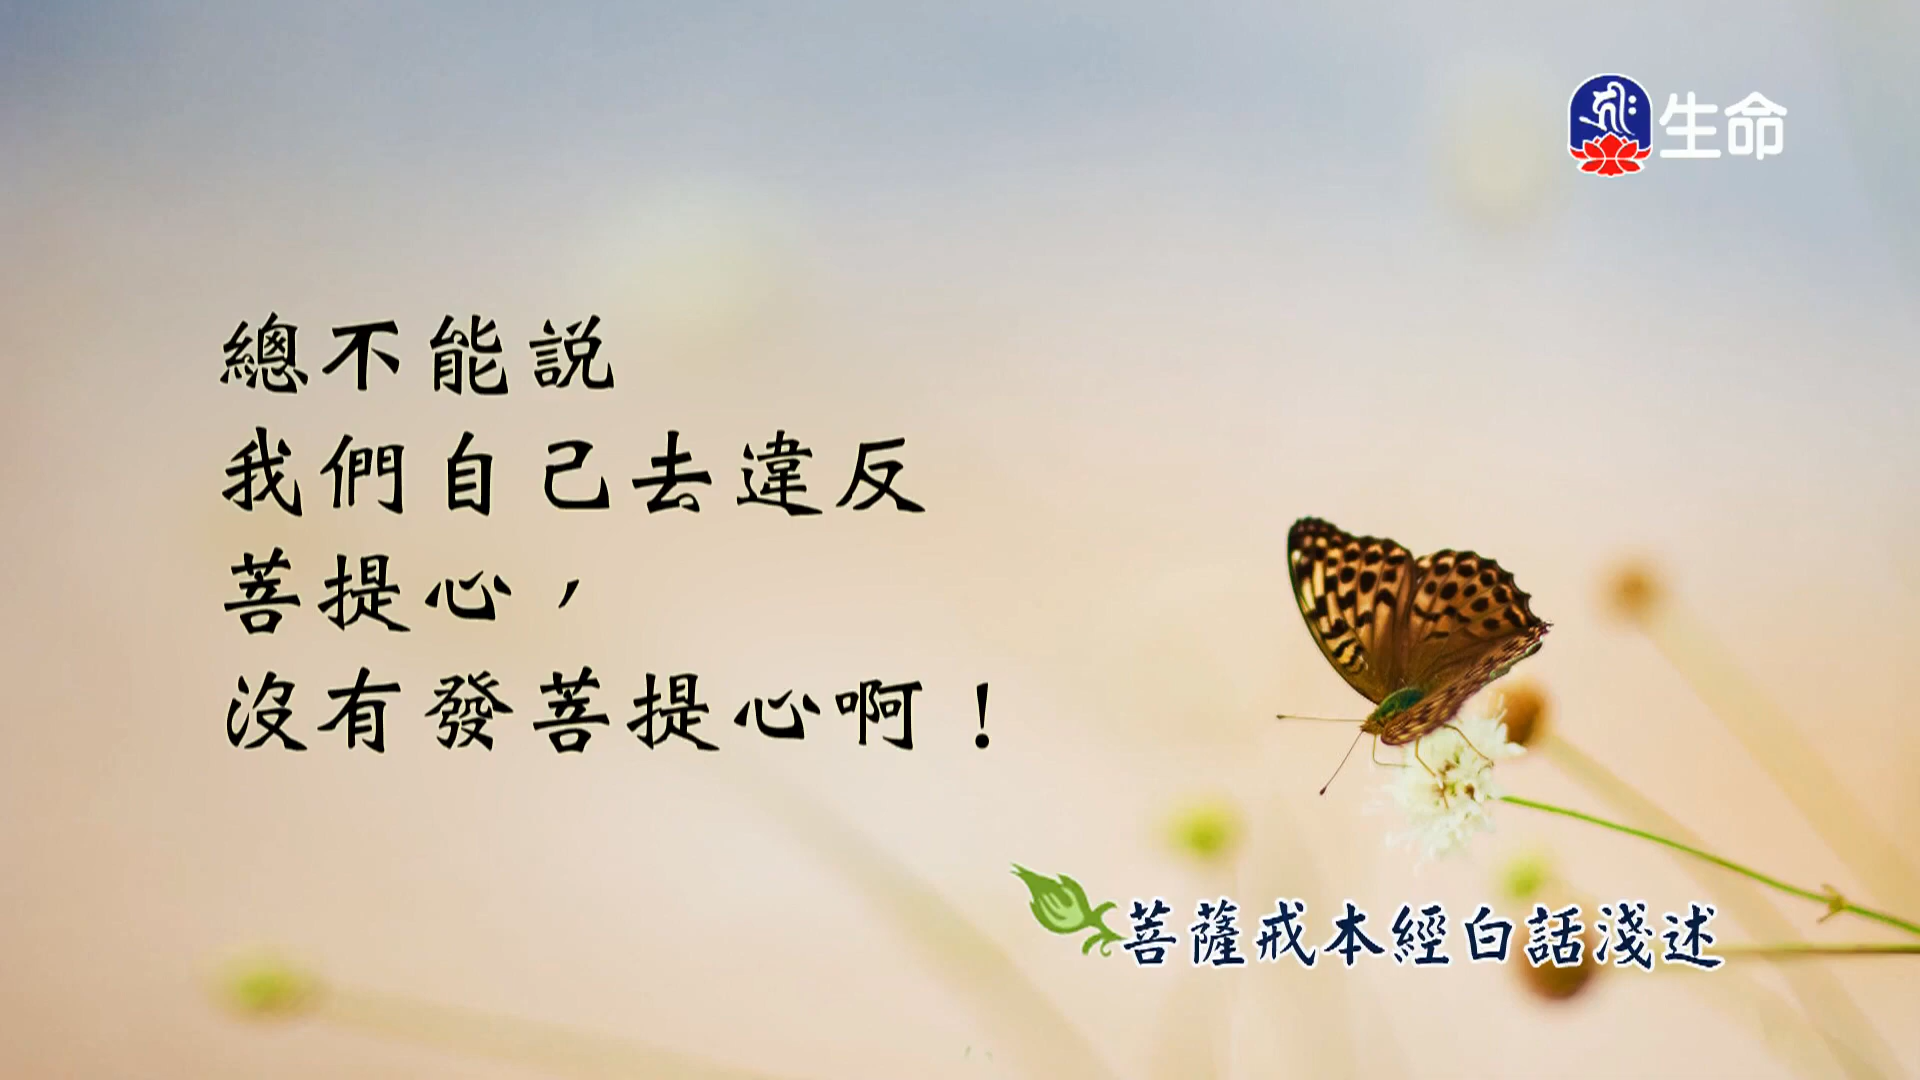 生命
總不能說
我們自己去違反
菩提心，
沒有發菩提心啊！
菩薩戒本經白話淺述